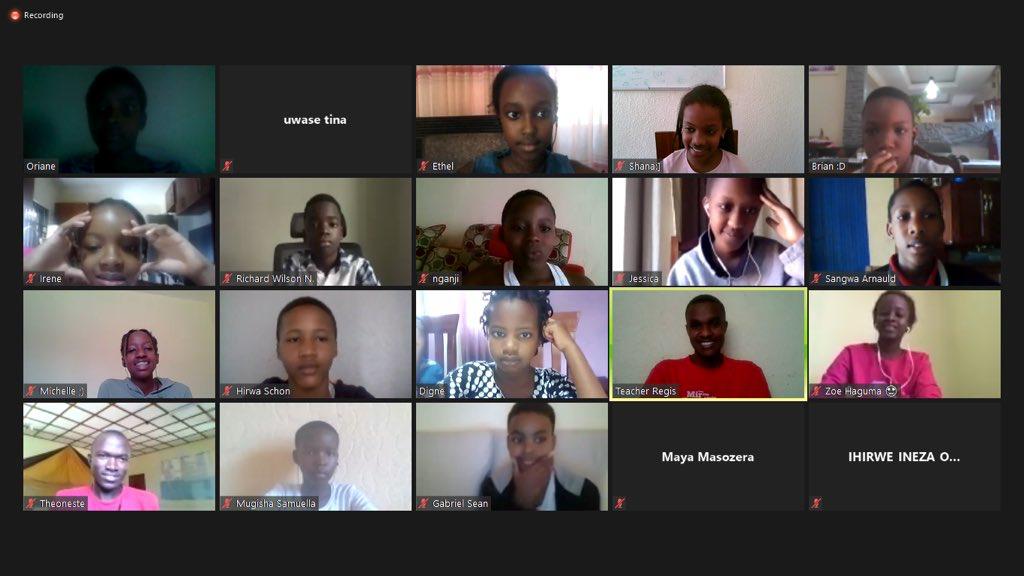 Recording
Oriane
uwase tina
Ethel
Shana:)
Brian :D
Irene
Richard Wilson N.
nganji
Jessica
Sangwa Arnauld
Michelle :)
Hirwa Schon
Digne
Teacher Regis
Zoe Haguma 😍
Theoneste
Mugisha Samuella
Gabriel Sean
Maya Masozera
IHIRWE INEZA O...